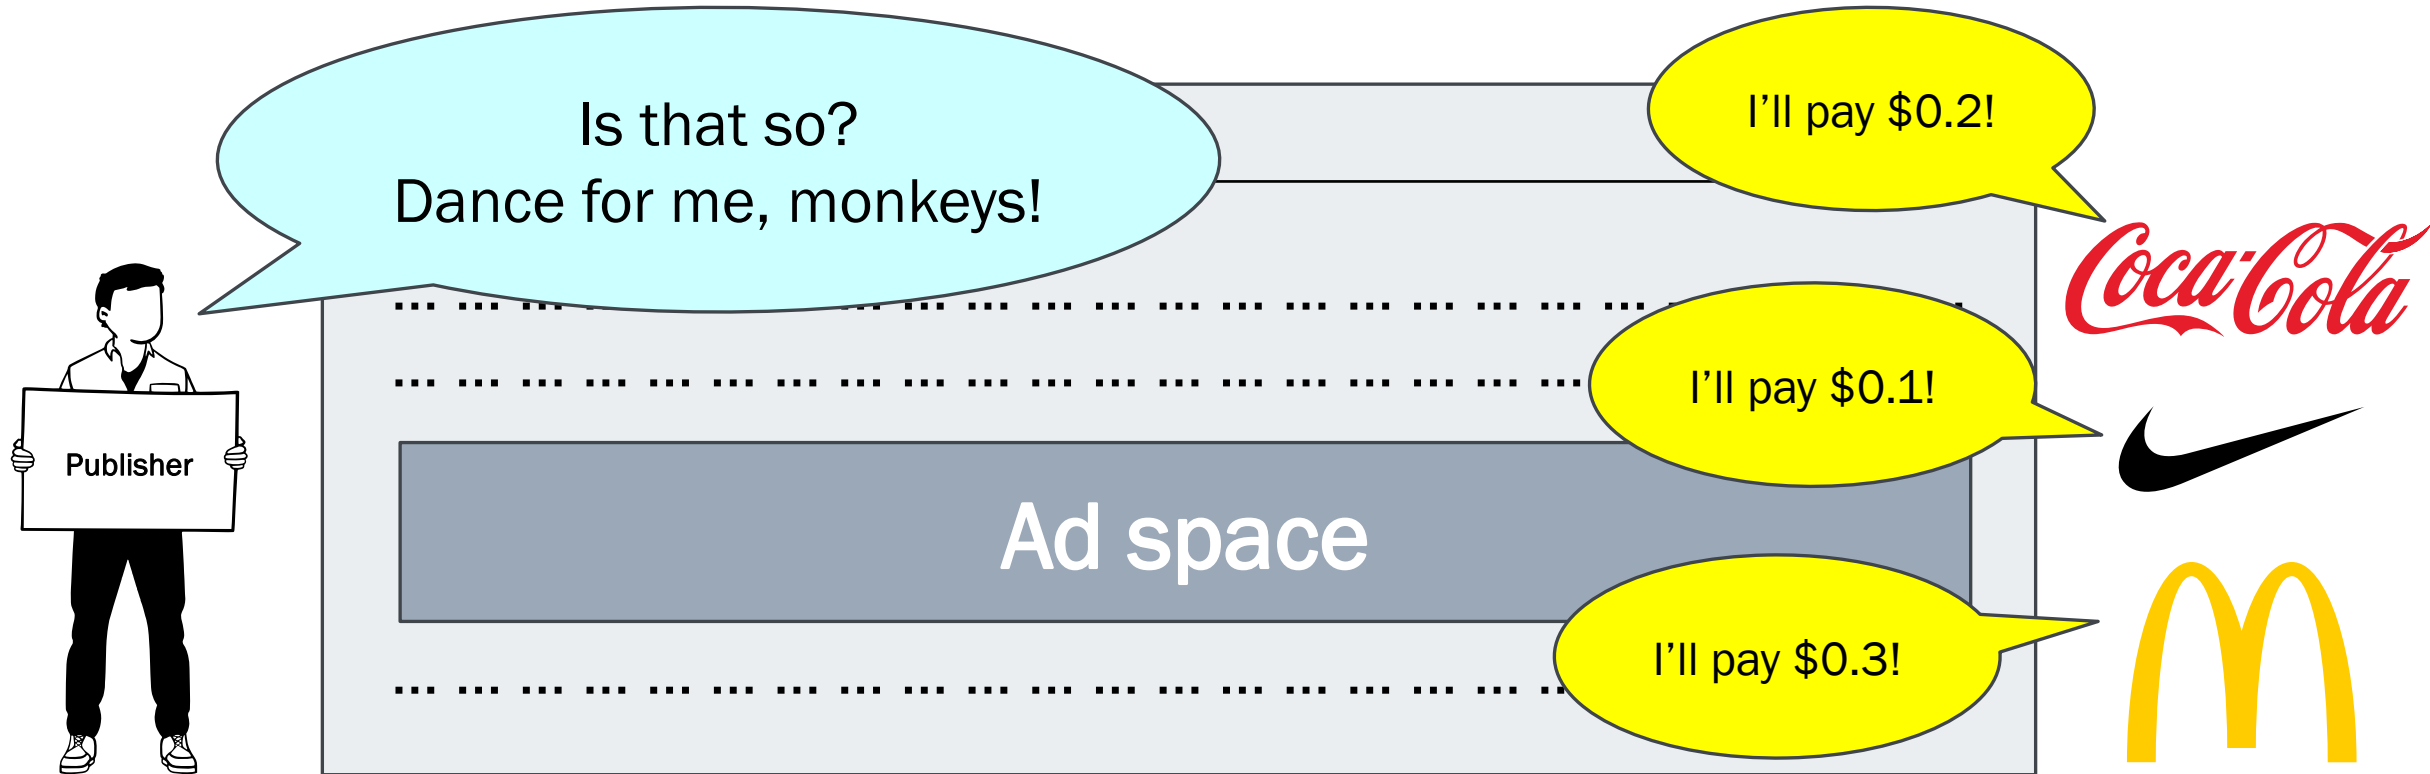 Is that so?
Dance for me, monkeys!
I’ll pay $0.2!
Coca-Cola
I’ll pay $0.1!
Publisher
Ad space
I’ll pay $0.3!